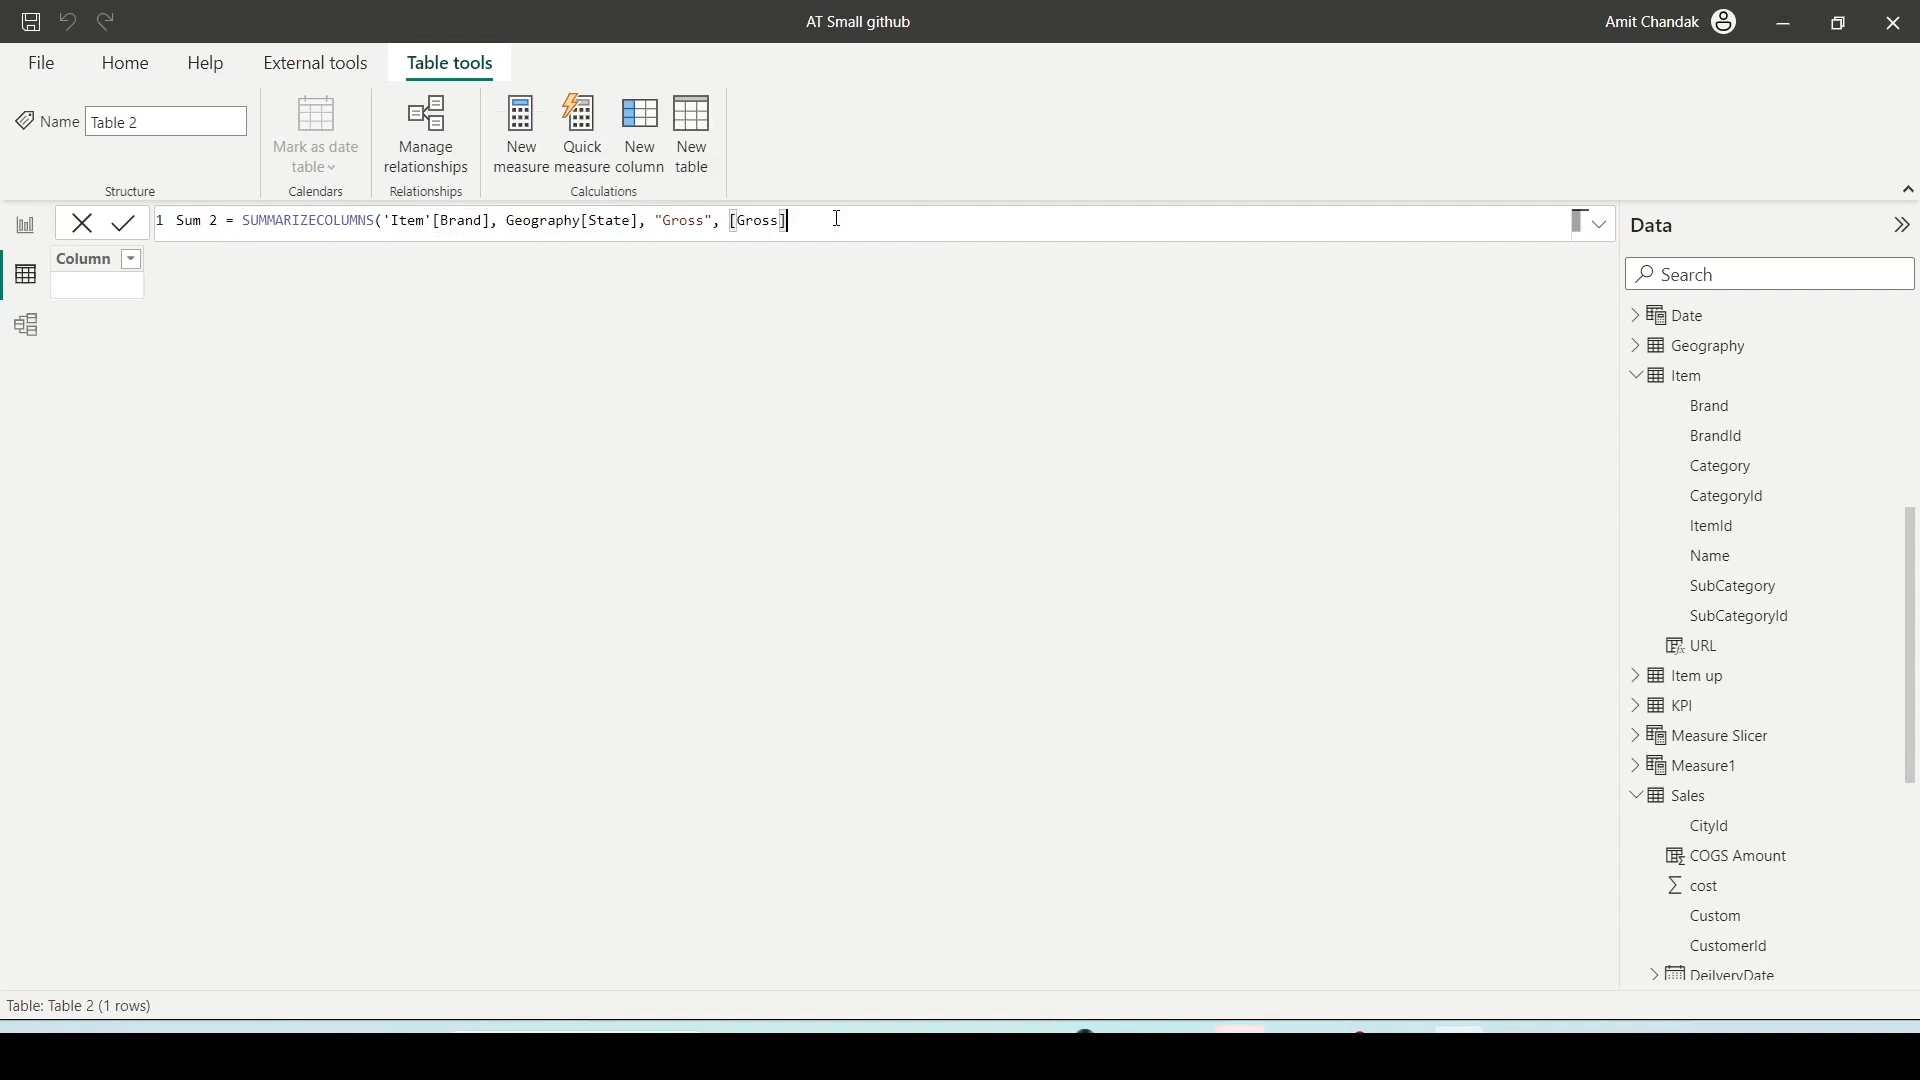 AT Small github
Amit Chandak
File
Home
Help
External tools
Table tools
Name
Table 2
Mark as date
table
Manage
relationships
New
measure
Quick
measure
New
column
New
table
Structure
Calendars
Relationships
Calculations
1 Sum 2 = SUMMARIZECOLUMNS('Item'[Brand], Geography[State], "Gross", [Gross]
Column
Data
Search
Date
Geography
Item
Brand
BrandId
Category
CategoryId
ItemId
Name
SubCategory
SubCategoryId
URL
Item up
KPI
Measure Slicer
Measure1
Sales
CityId
COGS Amount
cost
Custom
CustomerId
DeilveryDate
Table: Table 2 (1 rows)